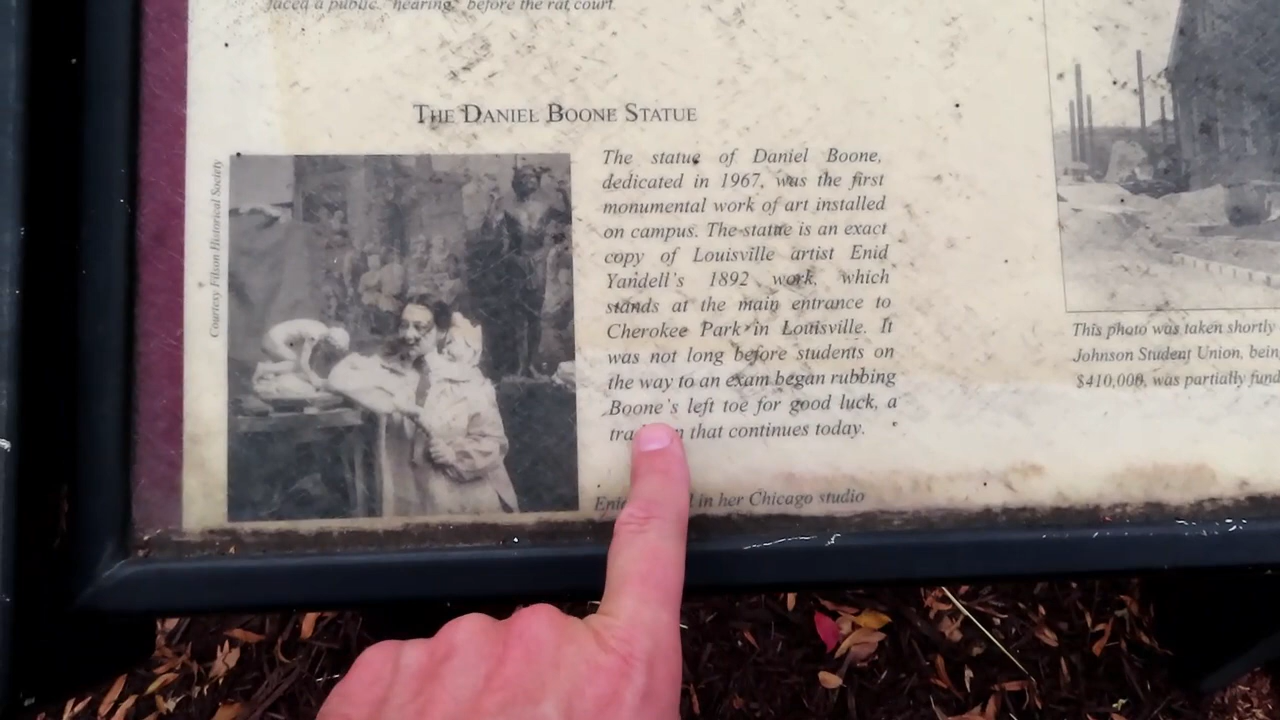 faced a public "hearing" before the rat court.
THE DANIEL BOONE STATUE
Courtesy Filson Historical Society
The statue of Daniel Boone,
dedicated in 1967, was the first
monumental work of art installed
on campus. The statue is an exact
copy of Louisville artist Enid
Yandell's 1892 work, which
stands at the main entrance to
Cherokee Park in Louisville. It
was not long before students on
the way to an exam began rubbing
Boone's left toe for good luck, a
that continues today.
in her Chicago studio
This photo was taken shortly
Johnson Student Union, bein
$410,000, was partially fund